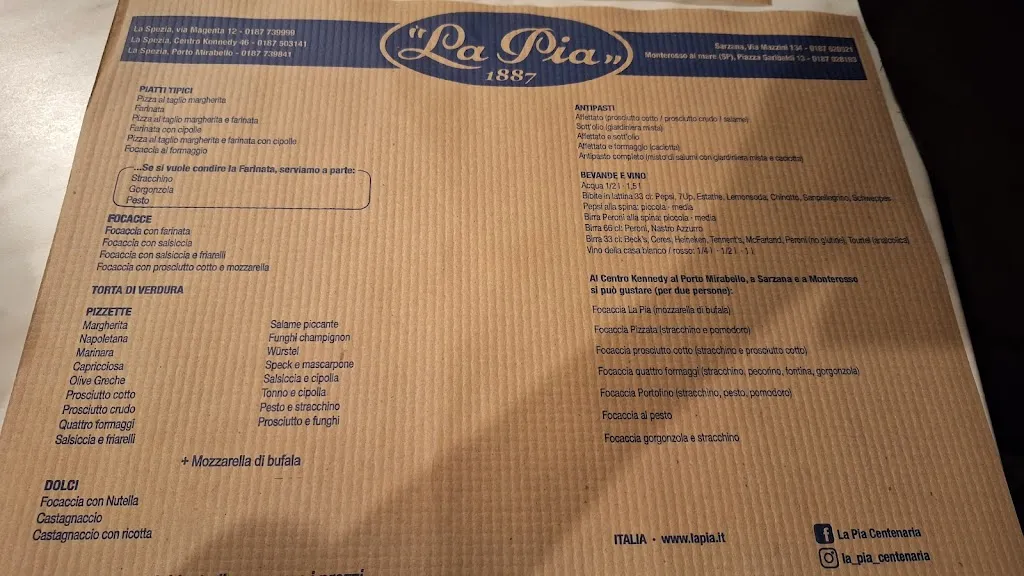 La Spezia, via Magenta 12 - 0187 739999
La Spezia, Centro Kennedy 46 - 0187 503141
La Spezia, Porto Mirabello - 0187 739841
"La Pia"
1887
Sarzana, Via Mazzini 134 - 0187
Monterosso al mare (SP), Piazza Garibaldi 13 - 0187
PIATTI TIPICI
Pizza al taglio margherita
Farinata
Pizza al taglio margherita e farinata
Farinata con cipolle
Pizza al taglio margherita e farinata con cipolle
Focaccia al formaggio
...Se si vuole condire la Farinata, serviamo a parte:
Stracchino
Gorgonzola
Pesto
FOCACCE
Focaccia con farinata
Focaccia con salsiccia
Focaccia con salsiccia e friarelli
Focaccia con prosciutto cotto e mozzarella
TORTA DI VERDURA
PIZZETTE
Margherita
Napoletana
Marinara
Capricciosa
Olive Greche
Prosciutto cotto
Prosciutto crudo
Quattro formaggi
Salsiccia e friarelli
Salame piccante
Funghi champignon
Würstel
Speck e mascarpone
Salsiccia e cipolla
Tonno e cipolla
Pesto e stracchino
Prosciutto e funghi
+ Mozzarella di bufala
DOLCI
Focaccia con Nutella
Castagnaccio
Castagnaccio con ricotta
ANTIPASTI
Affettato (prosciutto cotto / prosciutto crudo / salame)
Sott'olio (giardiniera mista)
Affettato e sott'olio
Affettato e formaggio (caciotta)
Antipasto completo (misto di salumi con giardiniera mista e caciotta)
BEVANDE E VINO
Acqua 1/2 l - 1,5 l
Bibite in lattina 33 cl: Pepsi, 7Up, Estathe, Lemonsoda, Chinotto, Sanpellegrino, Schweppes
Pepsi alla spina: piccola - media
Birra Peroni alla spina: piccola - media
Birra 66 cl: Peroni, Nastro Azzurro
Birra 33 cl: Beck's, Ceres, Heineken, Tennent's, McFarland, Peroni (no glutine), Tourtel (analcolica)
Vino della casa bianco / rosso: 1/4 l - 1/2 l - 1 l
Al Centro Kennedy al Porto Mirabello, a Sarzana e a Monterosso
si può gustare (per due persone):
Focaccia La Pia (mozzarella di bufala)
Focaccia Pizzata (stracchino e pomodoro)
Focaccia prosciutto cotto (stracchino e prosciutto cotto)
Focaccia quattro formaggi (stracchino, pecorino, fontina, gorgonzola)
Focaccia Portofino (stracchino, pesto, pomodoro)
Focaccia al pesto
Focaccia gorgonzola e stracchino
ITALIA · www.lapia.it
La Pia Centenaria
la_pia_centenaria